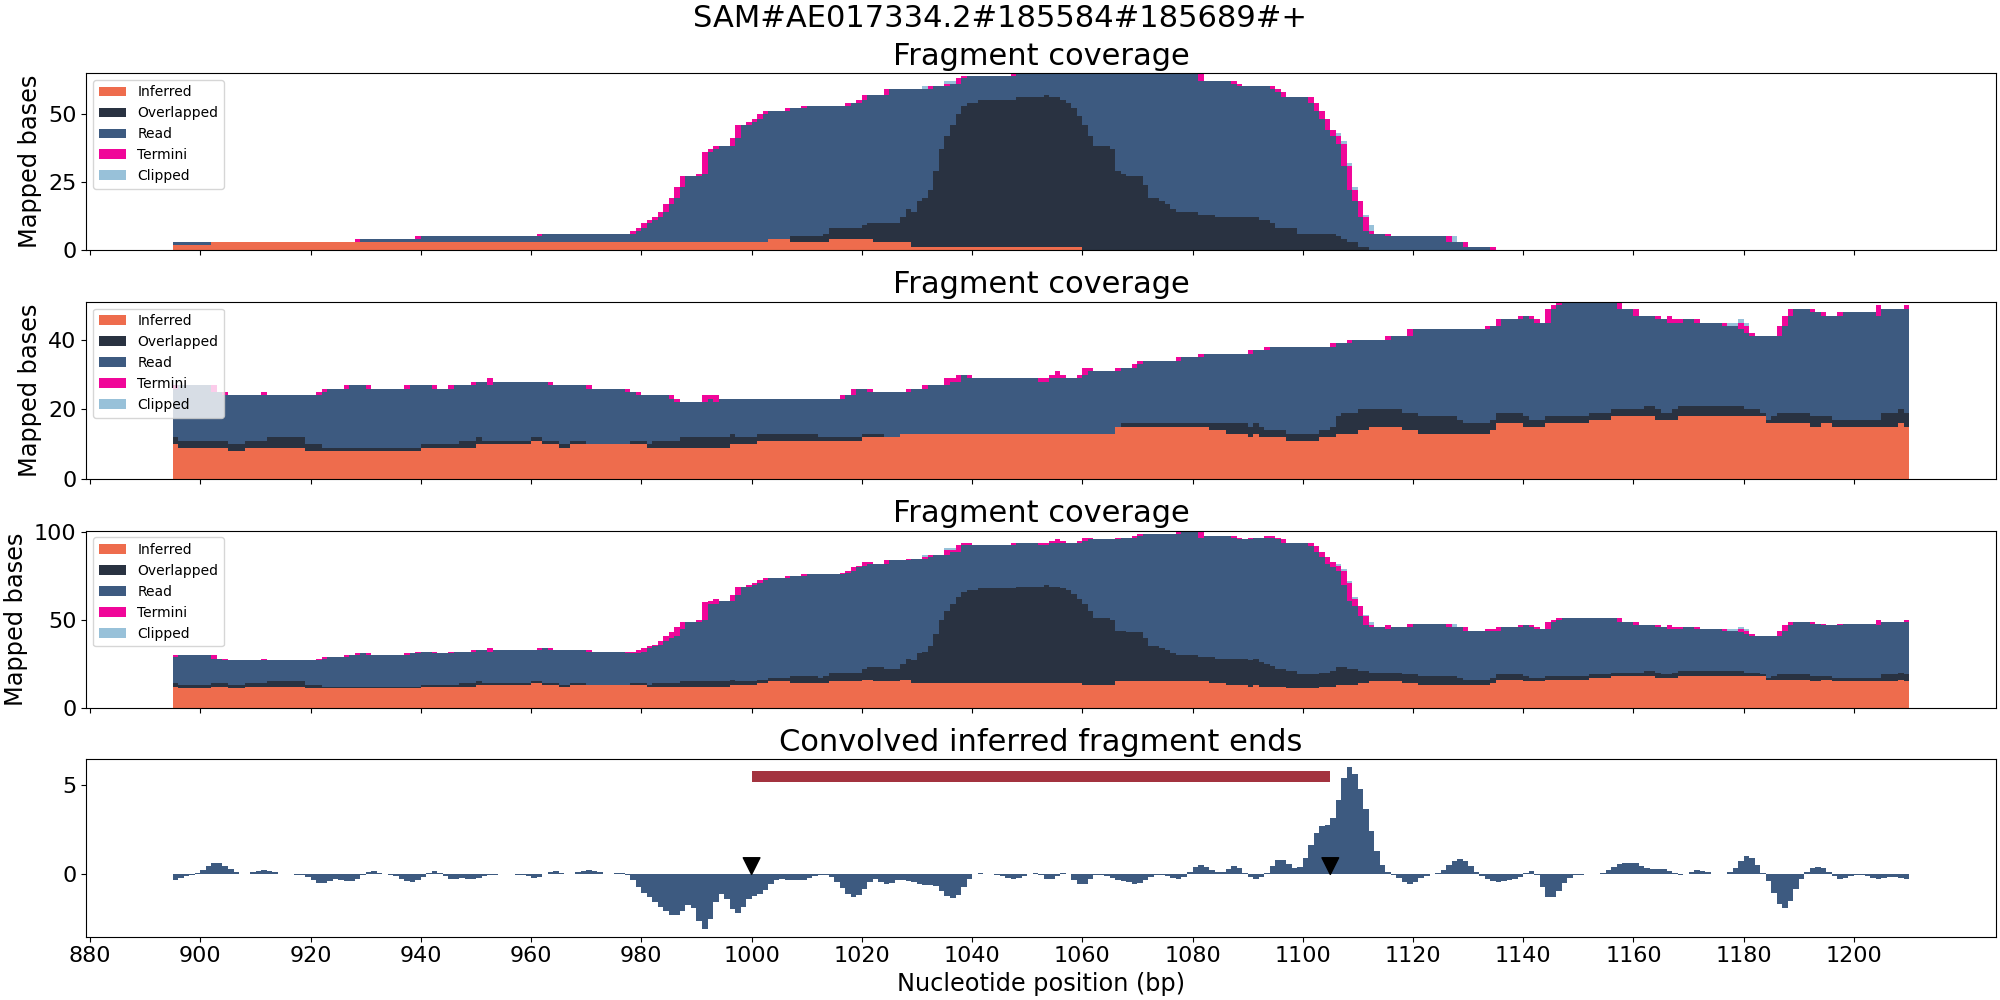 SAM#AE017334.2#185584#185689#+
Fragment coverage
Mapped bases
50
25
0
Inferred
Overlapped
Read
Termini
Clipped
Fragment coverage
Mapped bases
40
20
0
Inferred
Overlapped
Read
Termini
Clipped
Fragment coverage
Mapped bases
100
50
0
Inferred
Overlapped
Read
Termini
Clipped
Convolved inferred fragment ends
5
0
880 900 920 940 960 980 1000 1020 1040 1060 1080 1100 1120 1140 1160 1180 1200
Nucleotide position (bp)